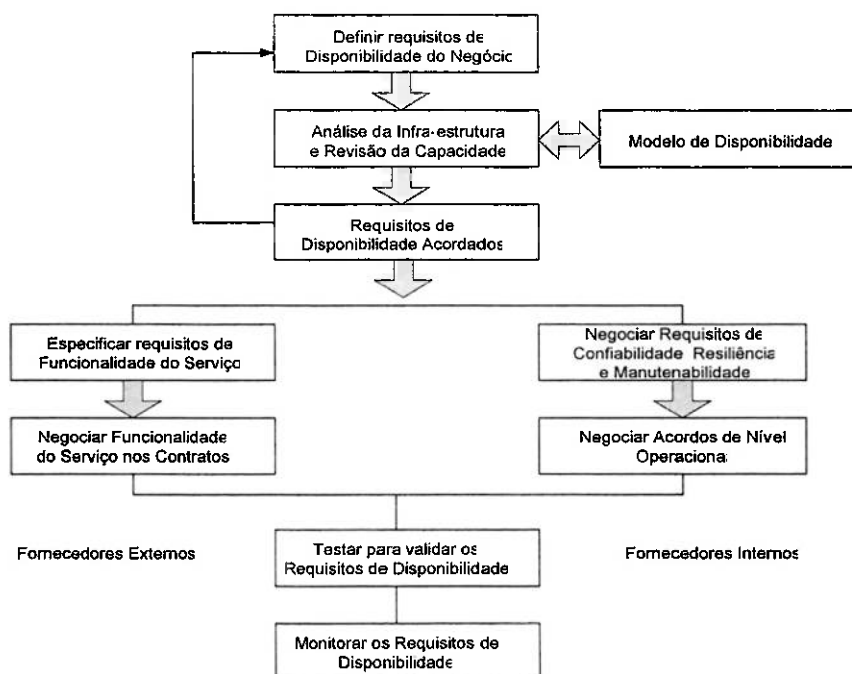 Definir requisitos de
Disponibilidade do Negócio
Análise da Infra-estrutura
e Revisão da Capacidade
Modelo de Disponibilidade
Requisitos de
Disponibilidade Acordados
Especificar requisitos de
Funcionalidade do Serviço
Negociar Requisitos de
Confiabilidade Resiliência
e Manutenabilidade
Negociar Funcionalidade
do Serviço nos Contratos
Negociar Acordos de Nível
Operacional
Fornecedores Externos
Testar para validar os
Requisitos de Disponibilidade
Fornecedores Internos
Monitorar os Requisitos de
Disponibilidade